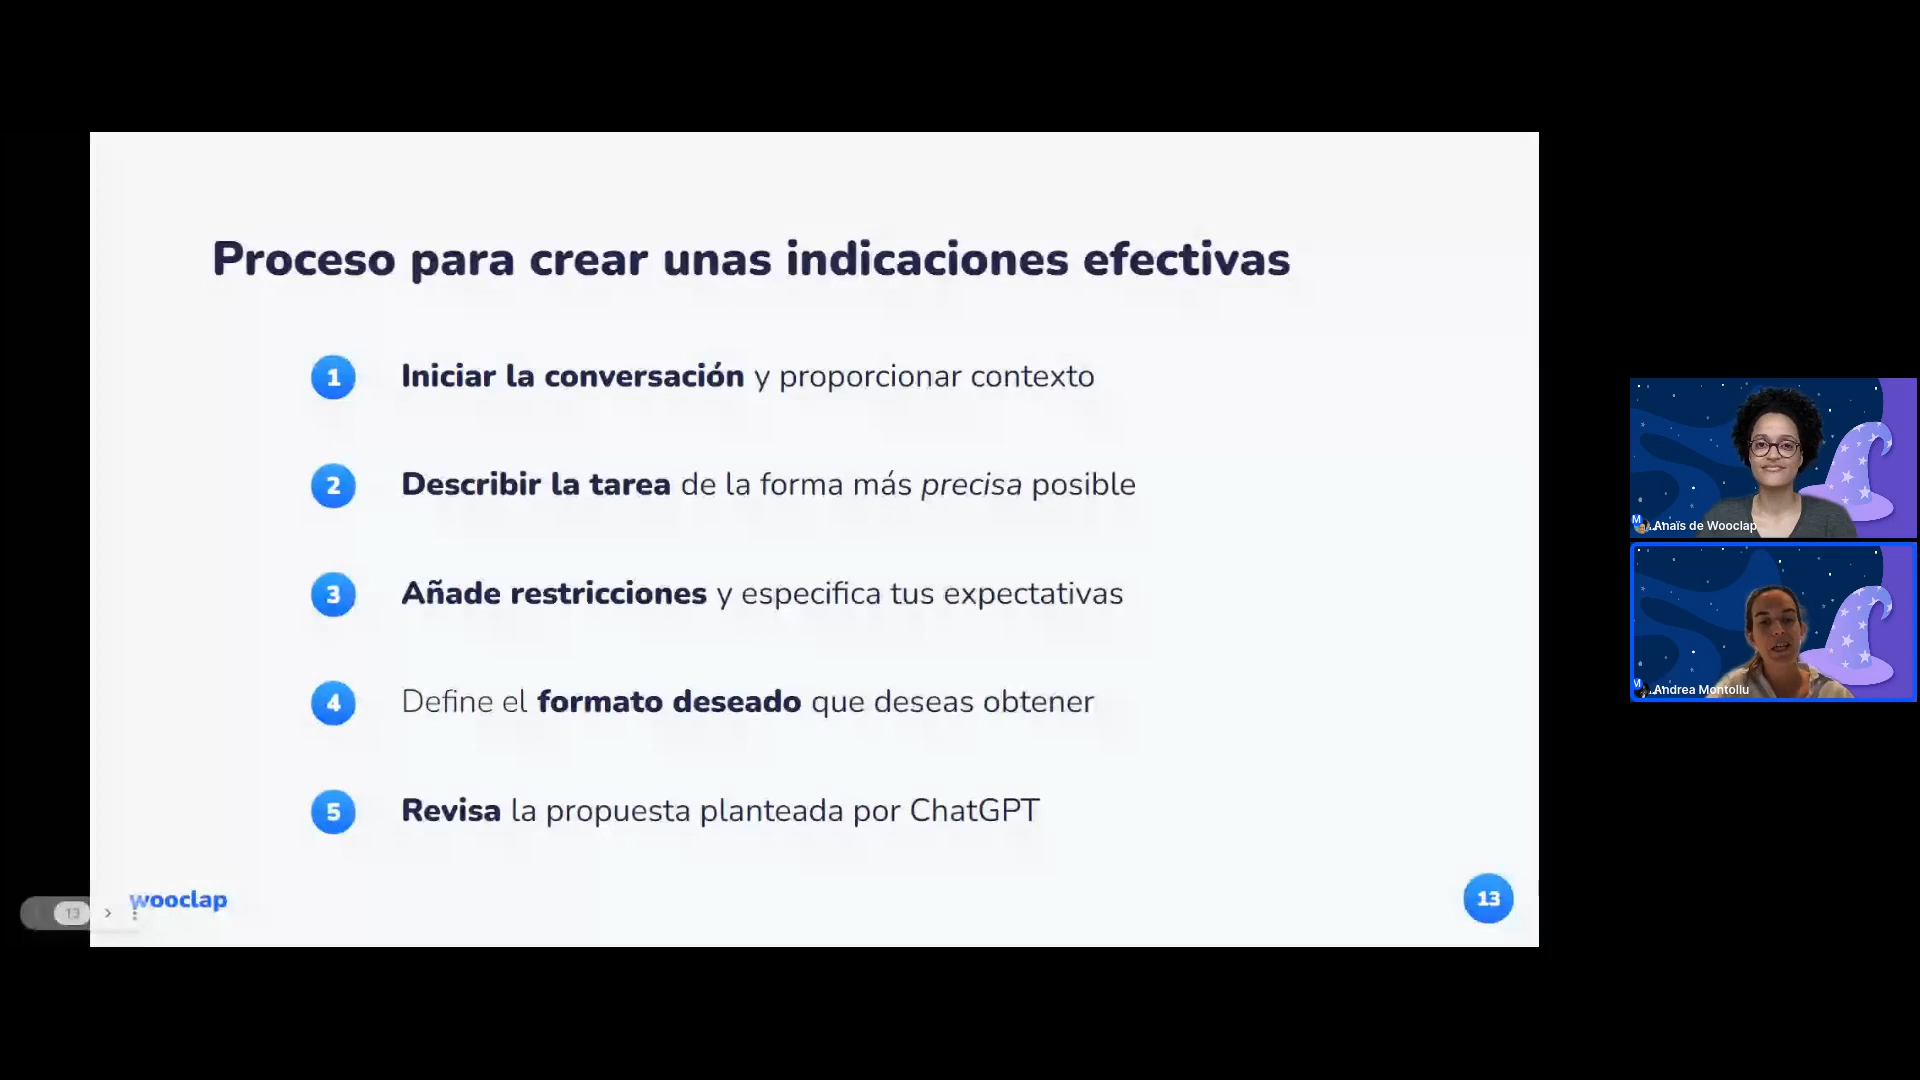 Proceso para crear unas indicaciones efectivas
1 Iniciar la conversación y proporcionar contexto
2 Describir la tarea de la forma más precisa posible
3 Añade restricciones y especifica tus expectativas
4 Define el formato deseado que deseas obtener
5 Revisa la propuesta planteada por ChatGPT
wooclap
13
13
Anaïs de Wooclap
Andrea Montoliu